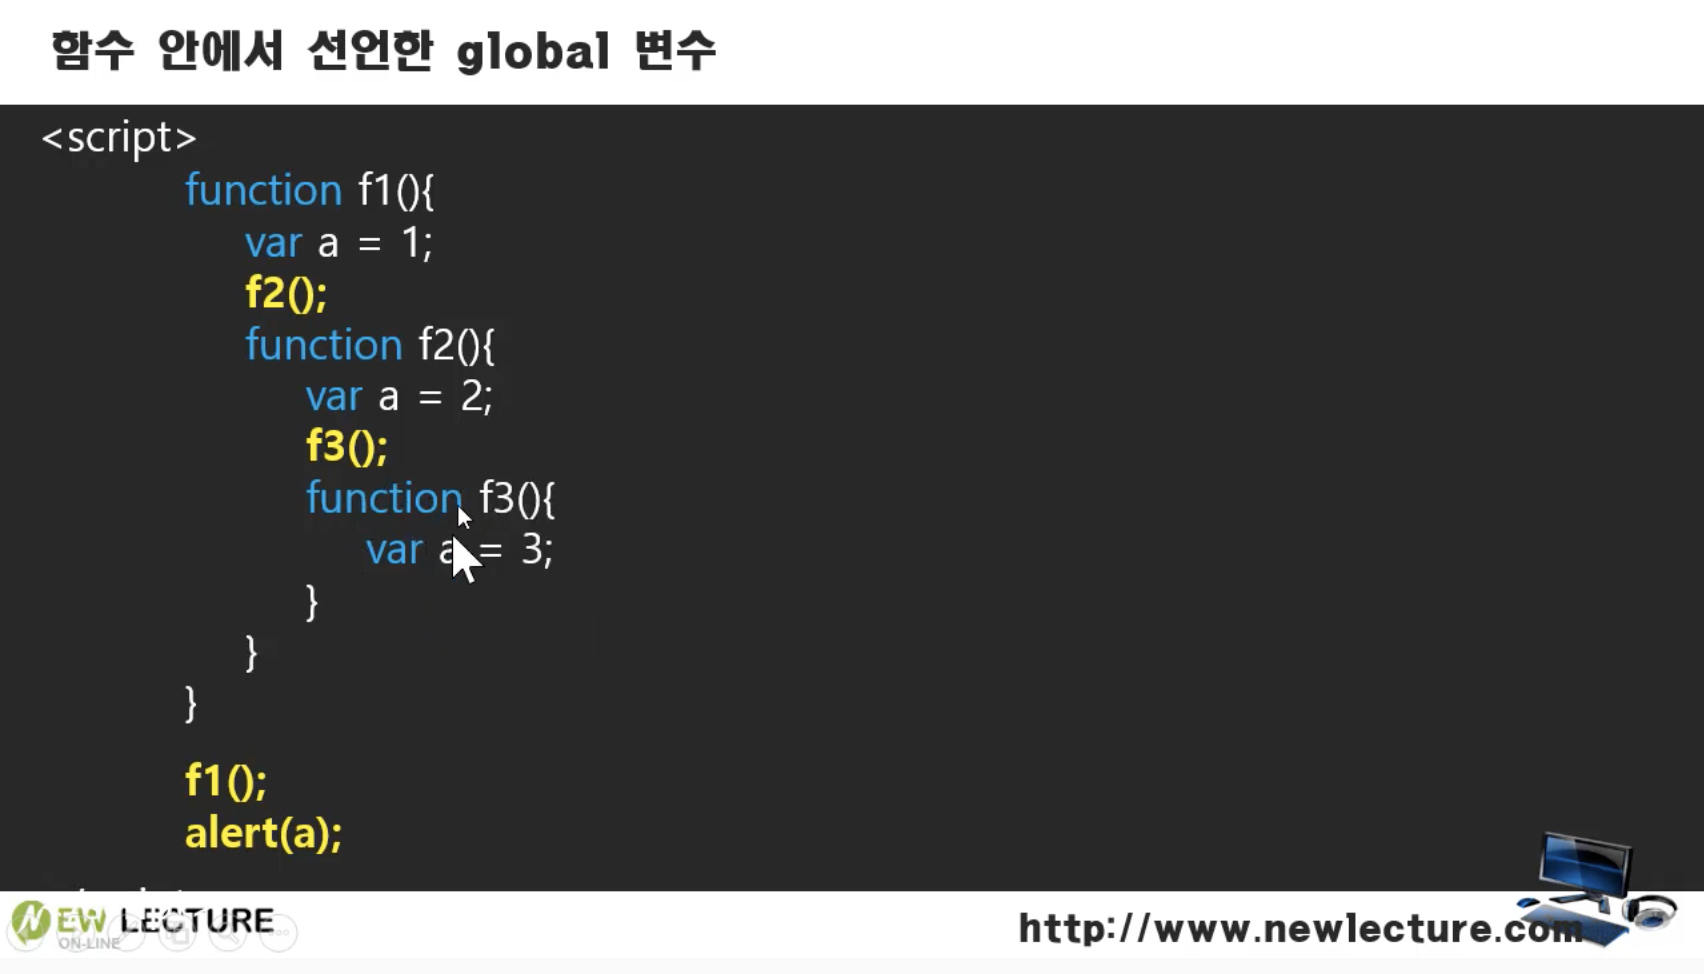 함수 안에서 선언한 global 변수
<script>
function f1(){
var a = 1;
f2();
function f2(){
var a = 2;
f3();
function f3(){
var a = 3;
}
}
}
f1();
alert(a);
NEW LECTURE
ON-LINE
http://www.newlecture.com